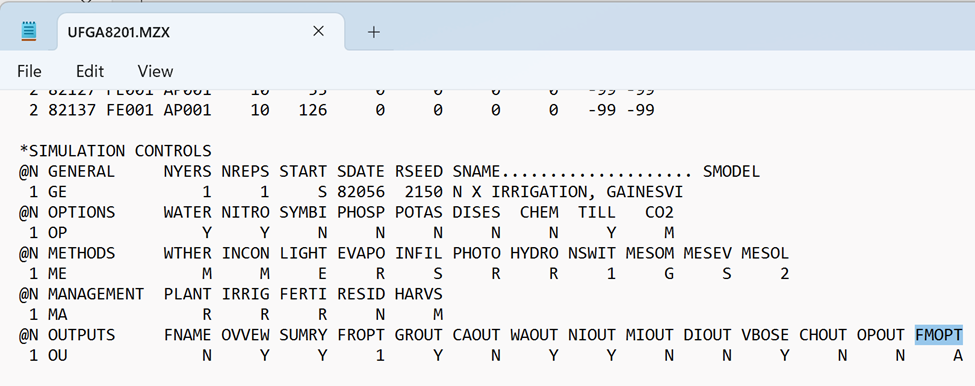 UFGA8201.MZX
File Edit View
2 82127 FE001 AP001 10 55 0 0 0 0 -99 -99
2 82137 FE001 AP001 10 126 0 0 0 0 -99 -99
*SIMULATION CONTROLS
@N GENERAL NYERS NREPS START SDATE RSEED SNAME.................... SMODEL
1 GE 1 1 S 82056 2150 N X IRRIGATION, GAINESVI
@N OPTIONS WATER NITRO SYMBI PHOSP POTAS DISES CHEM TILL CO2
1 OP Y Y N N N N N Y M
@N METHODS WTHER INCON LIGHT EVAPO INFIL PHOTO HYDRO NSWIT MESOM MESEV MESOL
1 ME M M E R S R R 1 G S 2
@N MANAGEMENT PLANT IRRIG FERTI RESID HARVS
1 MA R R R N M
@N OUTPUTS FNAME OVVEW SUMRY FROPT GROUT CAOUT WAOUT NIOUT MIOUT DIOUT VBOSE CHOUT OPOUT FMOPT
1 OU N Y Y 1 Y N Y Y N N Y N N A